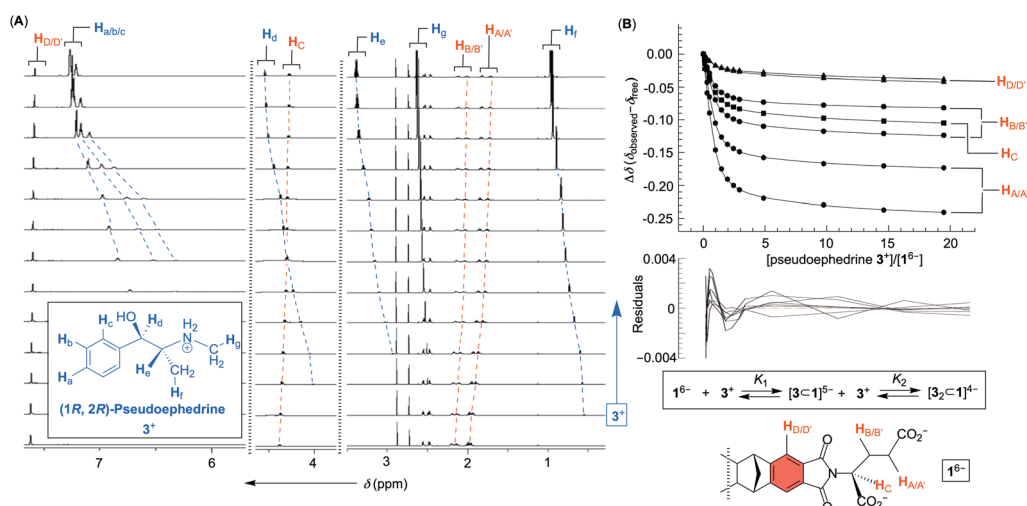 (A)
H_D/D'
H_a/b/c
H_d
H_C
H_e
H_g
H_B/B'
H_A/A'
H_f
HO
H_c
H_d
H_b
H_2
N
⊕
H_g
CH_2
H_a
H_e
CH_2
H_f
(1R, 2R)-Pseudoephedrine
3^+
3^+
7
6
4
3
2
1
δ (ppm)
(B)
0.00
−0.05
−0.10
−0.15
−0.20
−0.25
Δδ (δ_observed−δ_free)
H_D/D'
H_B/B'
H_C
H_A/A'
0
5
10
15
20
[pseudoephedrine 3^+]/[1^6−]
0.004
0
−0.004
Residuals
1^6− + 3^+ K_1 [3⊂1]^5− + 3^+ K_2 [3_2⊂1]^4−
H_D/D'
H_B/B'
CO_2^−
O
N
O
H_C
H_A/A'
CO_2^−
1^6−